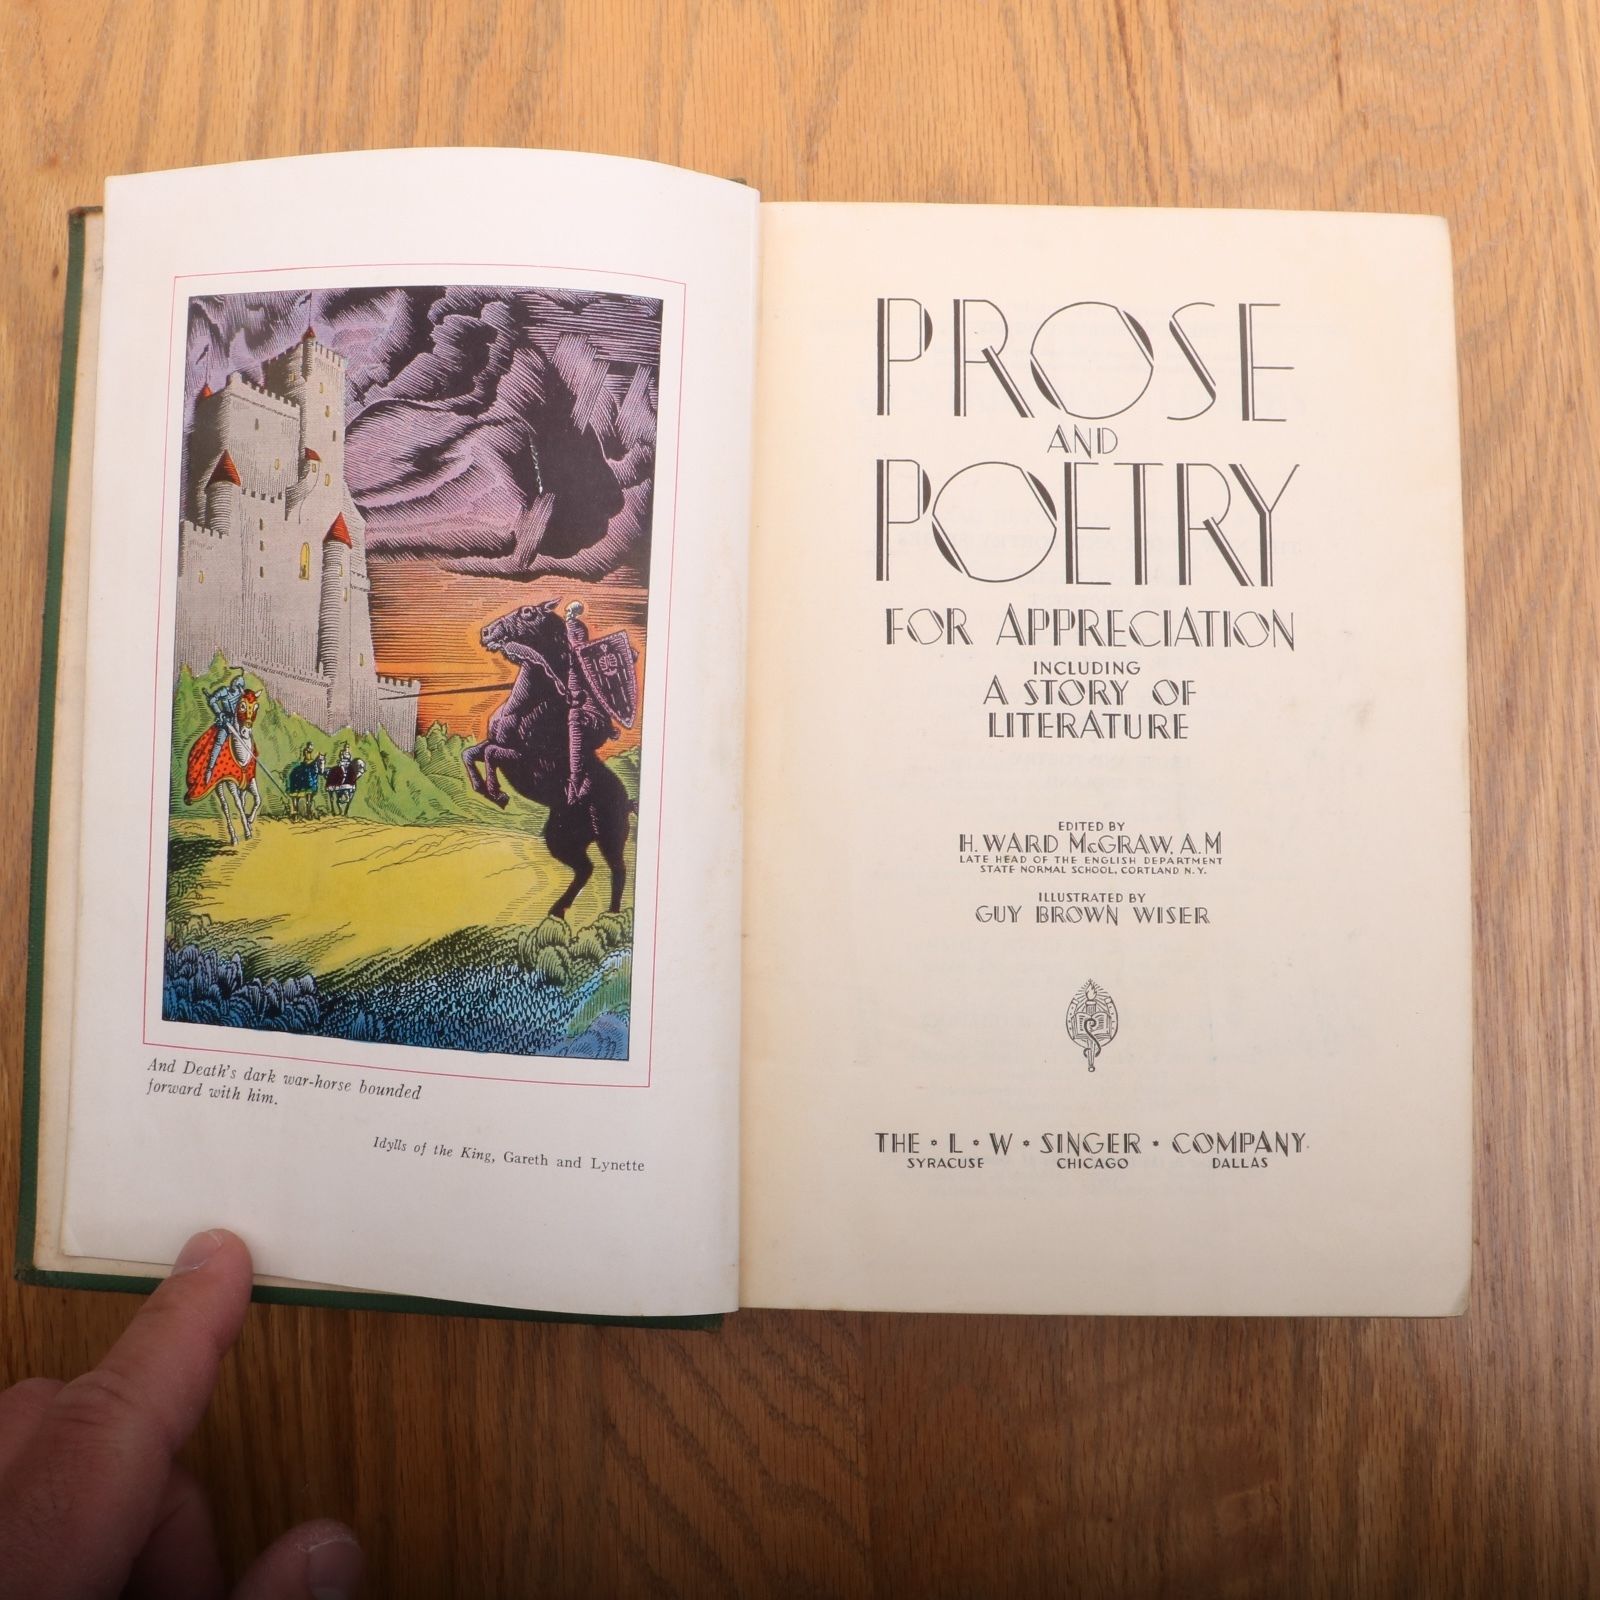 And Death's dark war-horse bounded
forward with him.
Idylls of the King, Gareth and Lynette
PROSE
AND
POETRY
FOR APPRECIATION
INCLUDING
A STORY OF
LITERATURE
EDITED BY
H. WARD McGRAW, A.M
LATE HEAD OF THE ENGLISH DEPARTMENT
STATE NORMAL SCHOOL, CORTLAND N.Y.
ILLUSTRATED BY
GUY BROWN WISER
THE · L · W · SINGER · COMPANY
SYRACUSE CHICAGO DALLAS